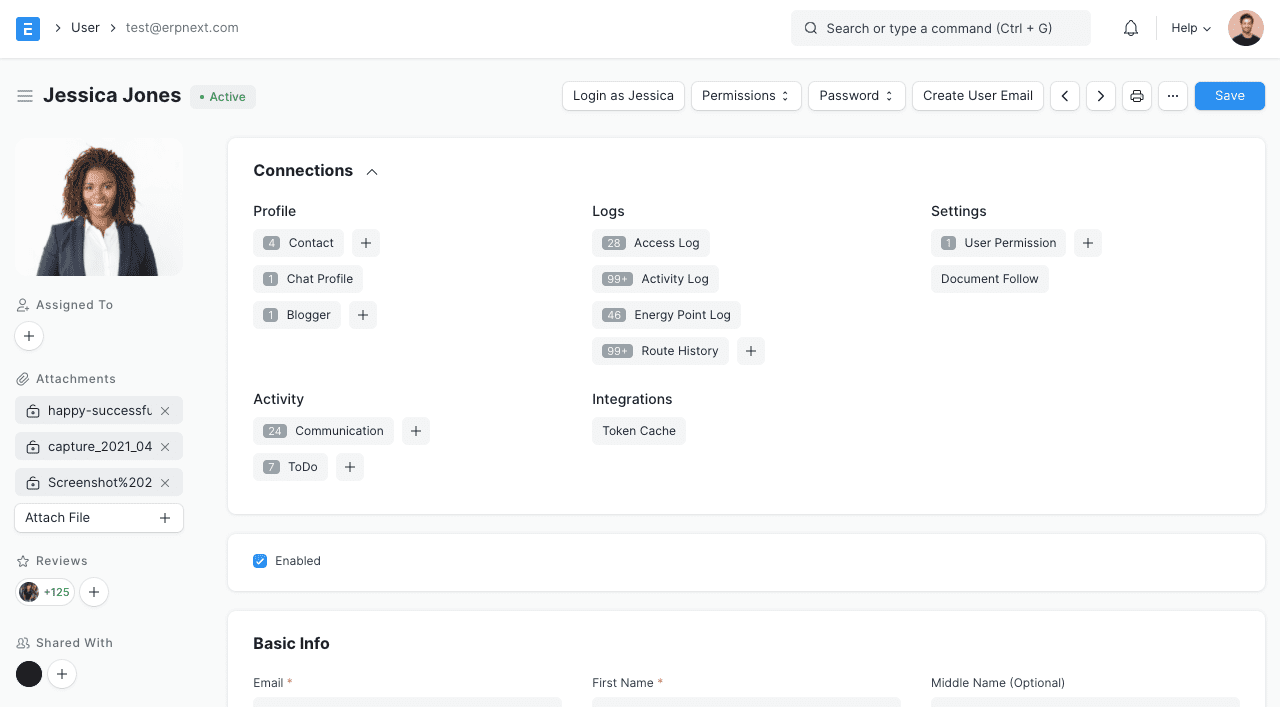 E > User > test@erpnext.com
Search or type a command (Ctrl + G)
Help
Jessica Jones
Active
Login as Jessica
Permissions
Password
Create User Email
...
Save
Assigned To
Attachments
happy-successfu
capture_2021_04
Screenshot%202
Attach File
Reviews
+125
Shared With
Connections
Profile
4 Contact
1 Chat Profile
1 Blogger
Logs
28 Access Log
99+ Activity Log
46 Energy Point Log
99+ Route History
Settings
1 User Permission
Document Follow
Activity
24 Communication
7 ToDo
Integrations
Token Cache
Enabled
Basic Info
Email *
First Name *
Middle Name (Optional)